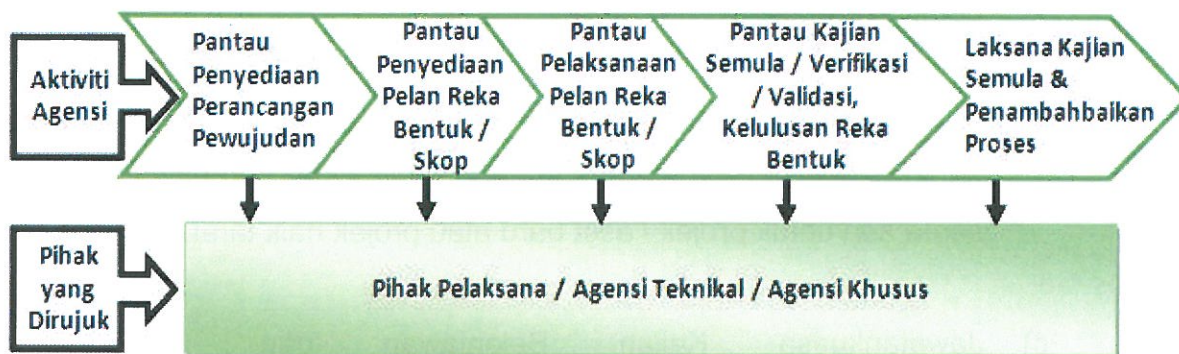 Aktiviti
Agensi
Pantau
Penyediaan
Perancangan
Pewujudan
Pantau
Penyediaan
Pelan Reka
Bentuk /
Skop
Pantau
Pelaksanaan
Pelan Reka
Bentuk /
Skop
Pantau Kajian
Semula / Verifikasi
/ Validasi,
Kelulusan Reka
Bentuk
Laksana Kajian
Semula &
Penambahbaikan
Proses
Pihak
yang
Dirujuk
Pihak Pelaksana / Agensi Teknikal / Agensi Khusus